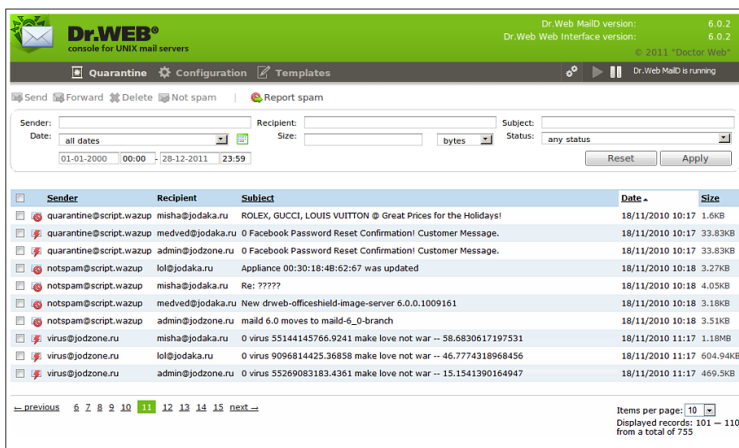 Dr.WEB®
console for UNIX mail servers
Dr.Web MailD version: 6.0.2
Dr.Web Web Interface version: 6.0.2
© 2011 "Doctor Web"
Quarantine Configuration Templates Dr.Web MailD is running
Send Forward Delete Not spam | Report spam
Sender: Recipient: Subject:
Date: all dates Size: bytes Status: any status
01-01-2000 00:00 - 28-12-2011 23:59 Reset Apply
Sender Recipient Subject Date Size
quarantine@script.wazup misha@jodaka.ru ROLEX, GUCCI, LOUIS VUITTON @ Great Prices for the Holidays! 18/11/2010 10:17 1.6KB
quarantine@script.wazup medved@jodaka.ru 0 Facebook Password Reset Confirmation! Customer Message. 18/11/2010 10:17 33.83KB
quarantine@script.wazup admin@jodzone.ru 0 Facebook Password Reset Confirmation! Customer Message. 18/11/2010 10:17 33.83KB
notspam@script.wazup lol@jodaka.ru Appliance 00:30:18:4B:62:67 was updated 18/11/2010 10:18 3.27KB
notspam@script.wazup misha@jodaka.ru Re: ????? 18/11/2010 10:18 4.05KB
notspam@script.wazup medved@jodaka.ru New drweb-officeshield-image-server 6.0.0.1009161 18/11/2010 10:18 3.18KB
notspam@script.wazup admin@jodzone.ru maild 6.0 moves to maild-6_0-branch 18/11/2010 10:18 3.51KB
virus@jodzone.ru misha@jodaka.ru 0 virus 55144145766.9241 make love not war -- 58.6830617197531 18/11/2010 11:17 1.18MB
virus@jodzone.ru lol@jodaka.ru 0 virus 9096814425.36858 make love not war -- 46.7774318968456 18/11/2010 11:17 604.94KB
virus@jodzone.ru admin@jodzone.ru 0 virus 55269083183.4361 make love not war -- 15.1541390164947 18/11/2010 11:17 469.5KB
← previous 6 7 8 9 10 11 12 13 14 15 next →
Items per page: 10
Displayed records: 101 — 110
from a total of 755